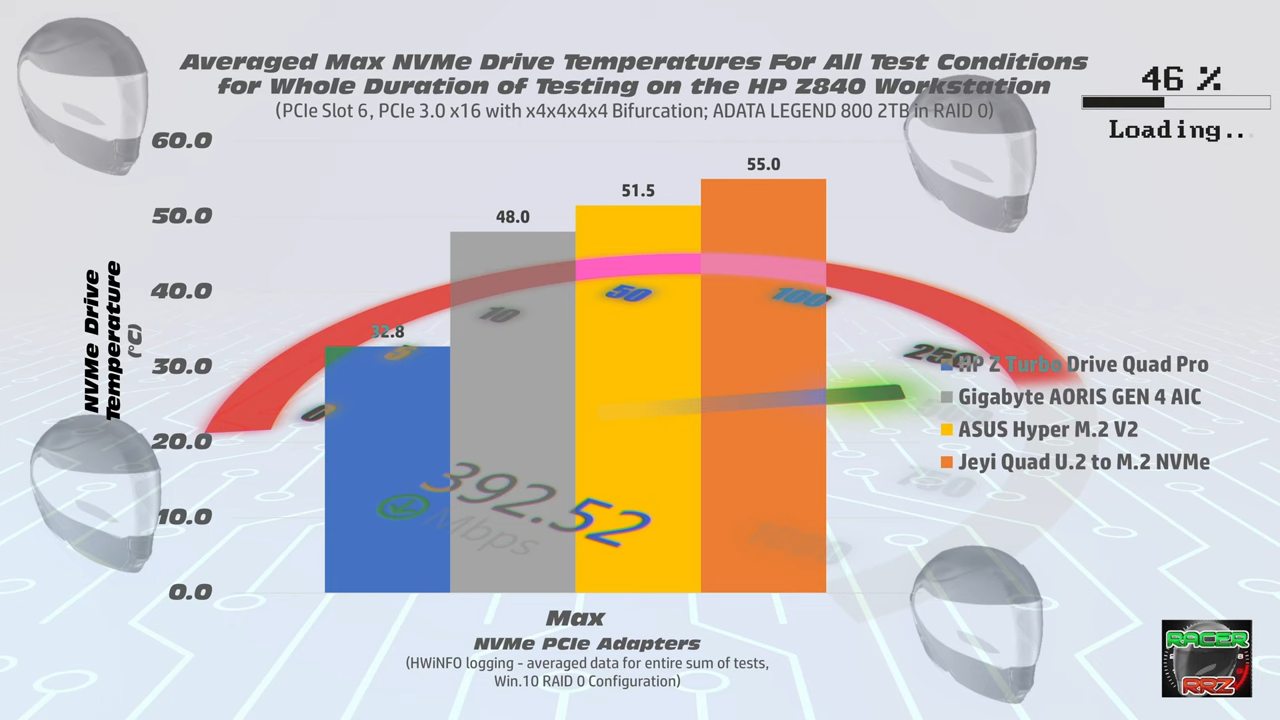 Averaged Max NVMe Drive Temperatures For All Test Conditions
for Whole Duration of Testing on the HP Z840 Workstation
(PCIe Slot 6, PCIe 3.0 x16 with x4x4x4x4 Bifurcation; ADATA LEGEND 800 2TB in RAID 0)
46 %
Loading..
60.0
50.0
40.0
30.0
20.0
10.0
0.0
NVMe Drive
Temperature
(°C)
32.8
48.0
51.5
55.0
0
5
10
50
100
250
1000
392.52
Mbps
HP Z Turbo Drive Quad Pro
Gigabyte AORIS GEN 4 AIC
ASUS Hyper M.2 V2
Jeyi Quad U.2 to M.2 NVMe
Max
NVMe PCIe Adapters
(HWiNFO logging - averaged data for entire sum of tests,
Win.10 RAID 0 Configuration)
RACER
RRZ